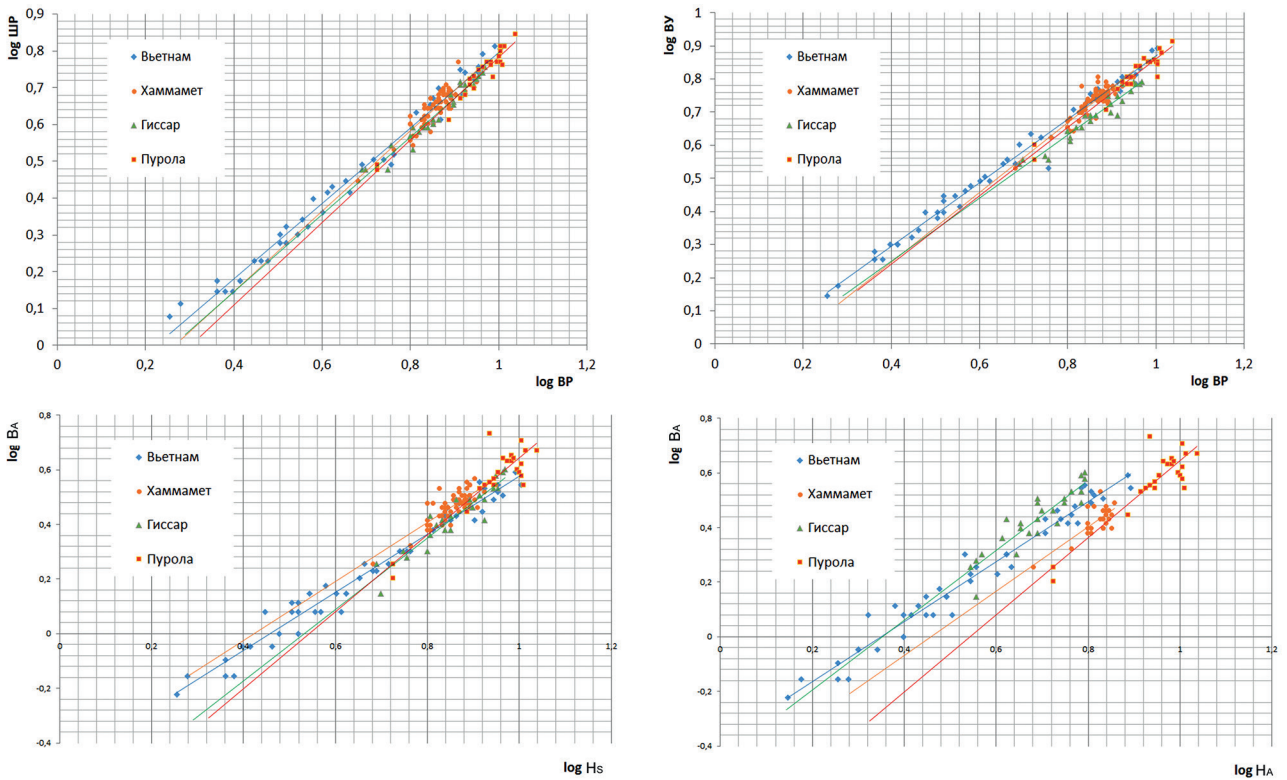 log ШР
0,9
0,8
0,7
0,6
0,5
0,4
0,3
0,2
0,1
0
Вьетнам
Хаммамет
Гиссар
Пурола
0 0,2 0,4 0,6 0,8 1 1,2
log ВР
log ВУ
1
0,9
0,8
0,7
0,6
0,5
0,4
0,3
0,2
0,1
0
Вьетнам
Хаммамет
Гиссар
Пурола
0 0,2 0,4 0,6 0,8 1 1,2
log ВР
log BA
0,8
0,6
0,4
0,2
0
-0,2
-0,4
Вьетнам
Хаммамет
Гиссар
Пурола
0 0,2 0,4 0,6 0,8 1 1,2
log HS
log BA
0,8
0,6
0,4
0,2
0
-0,2
-0,4
Вьетнам
Хаммамет
Гиссар
Пурола
0 0,2 0,4 0,6 0,8 1 1,2
log HA